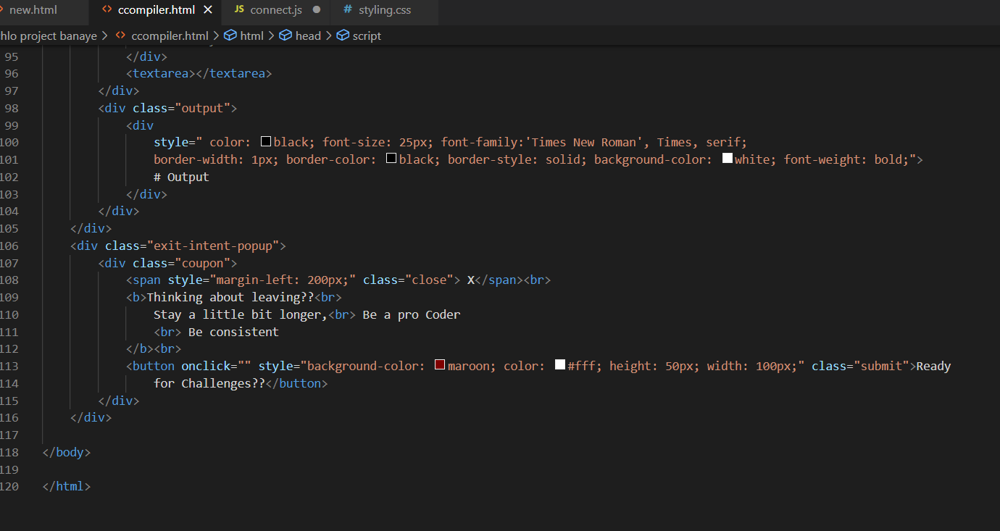 new.html ccompiler.html JS connect.js # styling.css
hlo project banaye > ccompiler.html > html > head > script
95 </div>
96 <textarea></textarea>
97 </div>
98 <div class="output">
99 <div
100 style=" color: black; font-size: 25px; font-family:'Times New Roman', Times, serif;
101 border-width: 1px; border-color: black; border-style: solid; background-color: white; font-weight: bold;">
102 # Output
103 </div>
104 </div>
105 </div>
106 <div class="exit-intent-popup">
107 <div class="coupon">
108 <span style="margin-left: 200px;" class="close"> X</span><br>
109 <b>Thinking about leaving??<br>
110 Stay a little bit longer,<br> Be a pro Coder
111 <br> Be consistent
112 </b><br>
113 <button onclick="" style="background-color: maroon; color: #fff; height: 50px; width: 100px;" class="submit">Ready
114 for Challenges??</button>
115 </div>
116 </div>
117
118 </body>
119
120 </html>